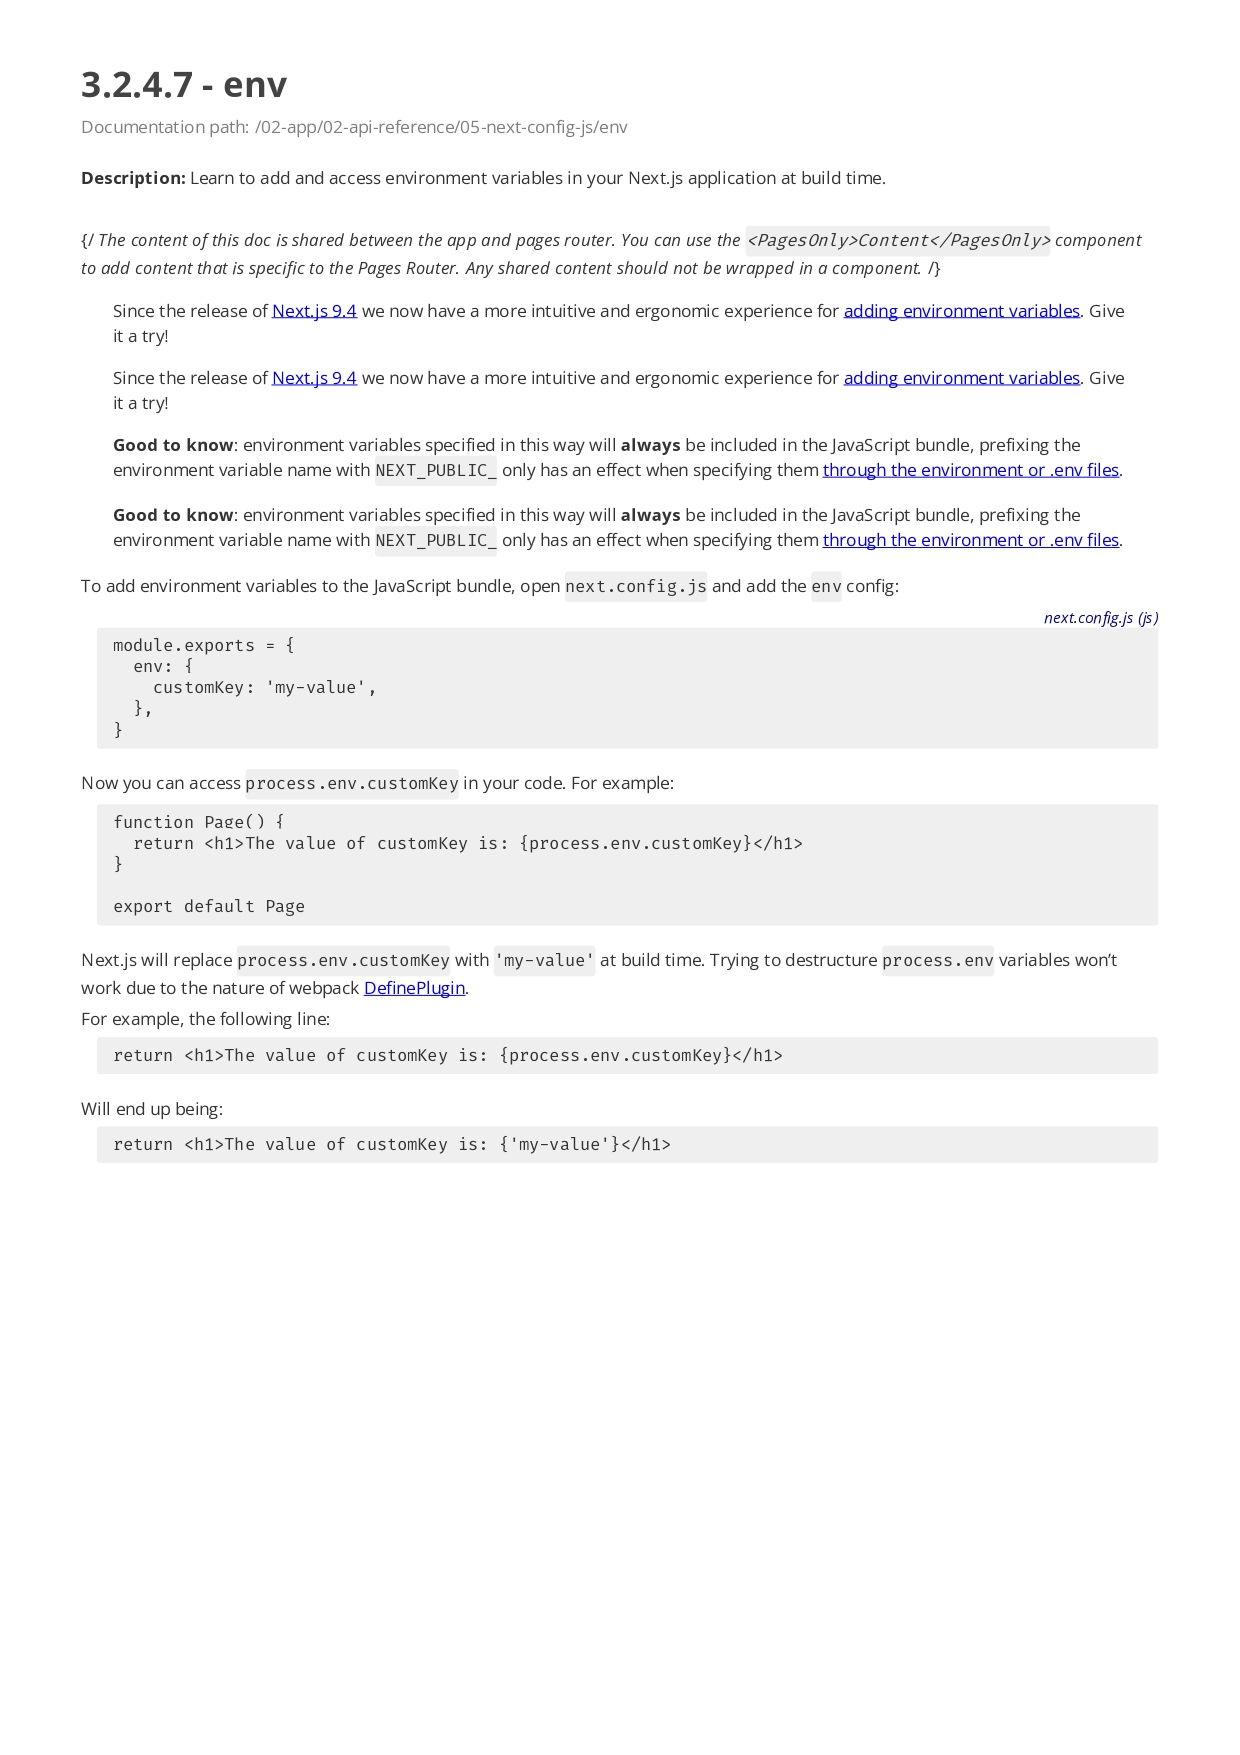 3.2.4.7 - env
Documentation path: /02-app/02-api-reference/05-next-config-js/env
Description: Learn to add and access environment variables in your Next.js application at build time.
{/ The content of this doc is shared between the app and pages router. You can use the <PagesOnly>Content</PagesOnly> component
to add content that is specific to the Pages Router. Any shared content should not be wrapped in a component. /}
Since the release of Next.js 9.4 we now have a more intuitive and ergonomic experience for adding environment variables. Give
it a try!
Since the release of Next.js 9.4 we now have a more intuitive and ergonomic experience for adding environment variables. Give
it a try!
Good to know: environment variables specified in this way will always be included in the JavaScript bundle, prefixing the
environment variable name with NEXT_PUBLIC_ only has an effect when specifying them through the environment or .env files.
Good to know: environment variables specified in this way will always be included in the JavaScript bundle, prefixing the
environment variable name with NEXT_PUBLIC_ only has an effect when specifying them through the environment or .env files.
To add environment variables to the JavaScript bundle, open next.config.js and add the env config:
next.config.js (js)
module.exports = {
  env: {
    customKey: 'my-value',
  },
}
Now you can access process.env.customKey in your code. For example:
function Page() {
  return <h1>The value of customKey is: {process.env.customKey}</h1>
}
export default Page
Next.js will replace process.env.customKey with 'my-value' at build time. Trying to destructure process.env variables won’t
work due to the nature of webpack DefinePlugin.
For example, the following line:
return <h1>The value of customKey is: {process.env.customKey}</h1>
Will end up being:
return <h1>The value of customKey is: {'my-value'}</h1>